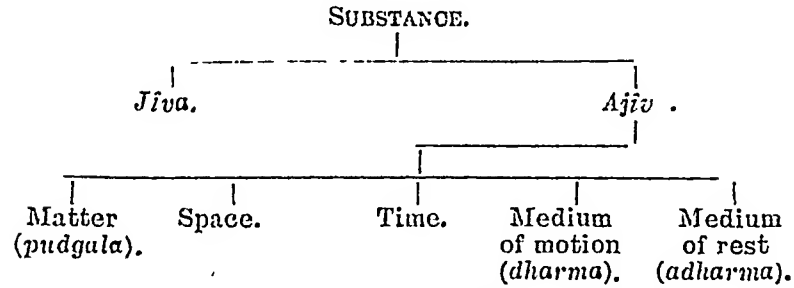 SUBSTANCE.
Jîva. Ajîv .
Matter Space. Time. Medium Medium
(pudgala). of motion of rest
(dharma). (adharma).